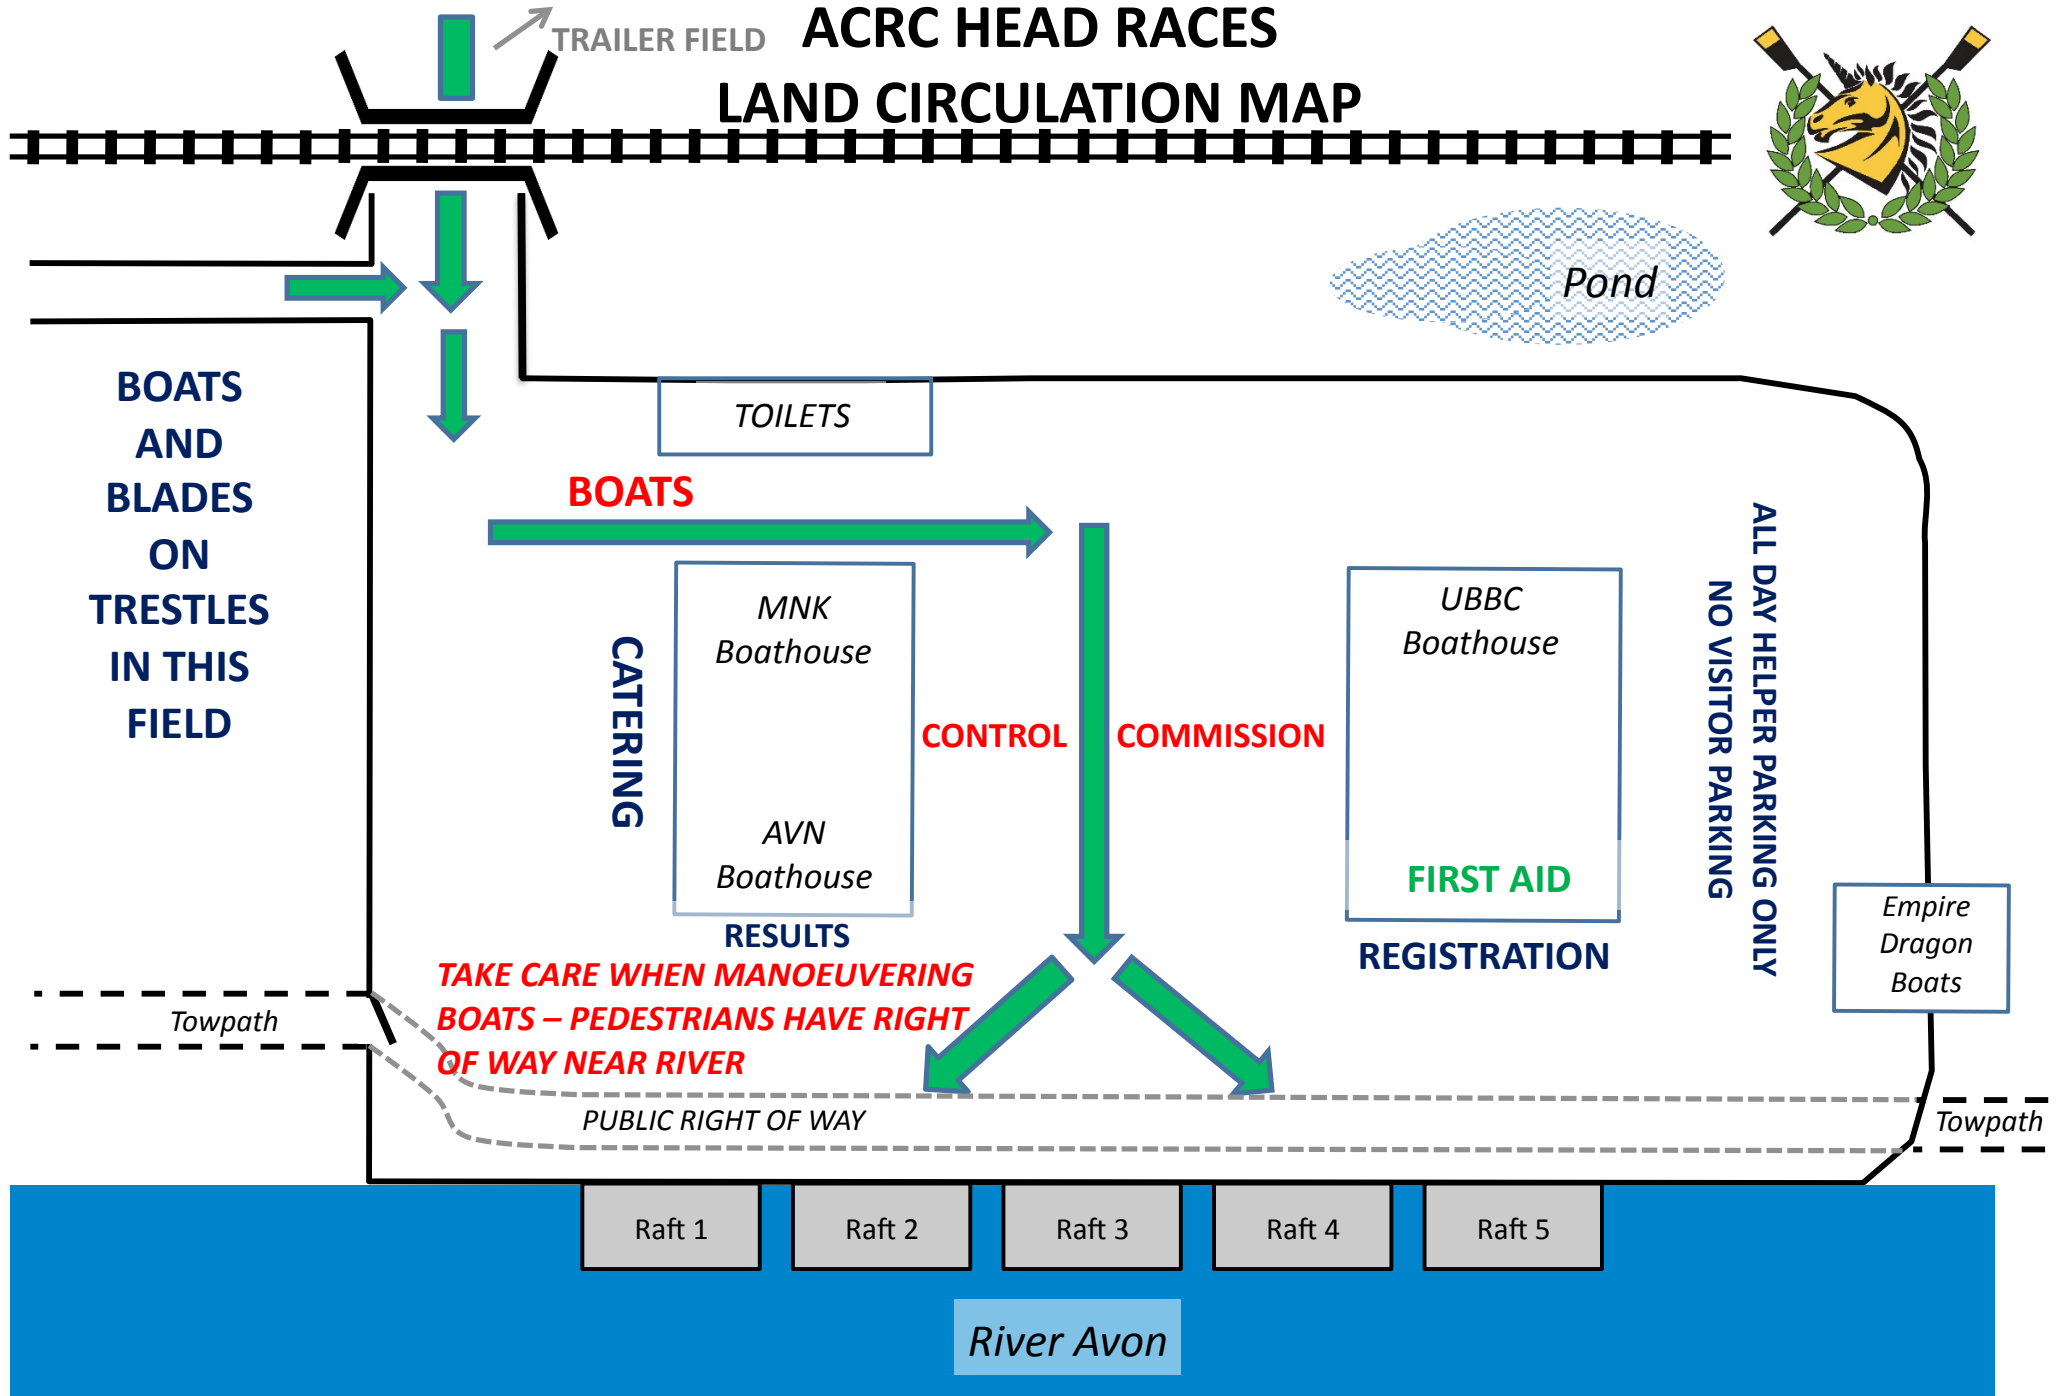 TRAILER FIELD
ACRC HEAD RACES
LAND CIRCULATION MAP
Pond
BOATS
AND
BLADES
ON
TRESTLES
IN THIS
FIELD
TOILETS
BOATS
MNK
Boathouse
CATERING
AVN
Boathouse
RESULTS
CONTROL
COMMISSION
UBBC
Boathouse
FIRST AID
REGISTRATION
ALL DAY HELPER PARKING ONLY
NO VISITOR PARKING
Empire
Dragon
Boats
TAKE CARE WHEN MANOEUVERING
BOATS – PEDESTRIANS HAVE RIGHT
OF WAY NEAR RIVER
Towpath
PUBLIC RIGHT OF WAY
Towpath
Raft 1
Raft 2
Raft 3
Raft 4
Raft 5
River Avon